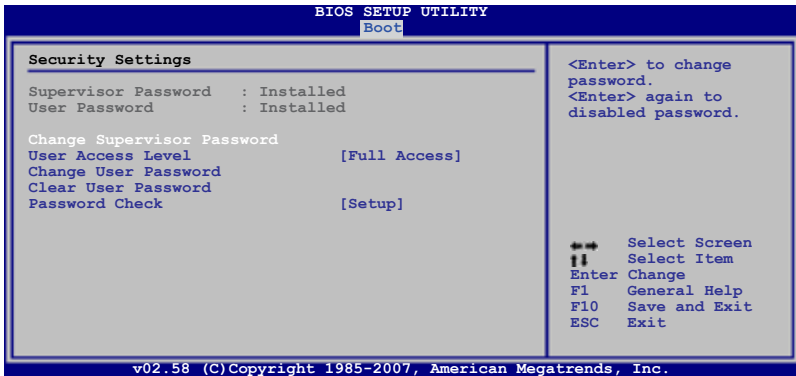 BIOS SETUP UTILITY
Boot
Security Settings
Supervisor Password : Installed
User Password : Installed
Change Supervisor Password
User Access Level [Full Access]
Change User Password
Clear User Password
Password Check [Setup]
<Enter> to change
password.
<Enter> again to
disabled password.
Select Screen
Select Item
Enter Change
F1 General Help
F10 Save and Exit
ESC Exit
v02.58 (C)Copyright 1985-2007, American Megatrends, Inc.